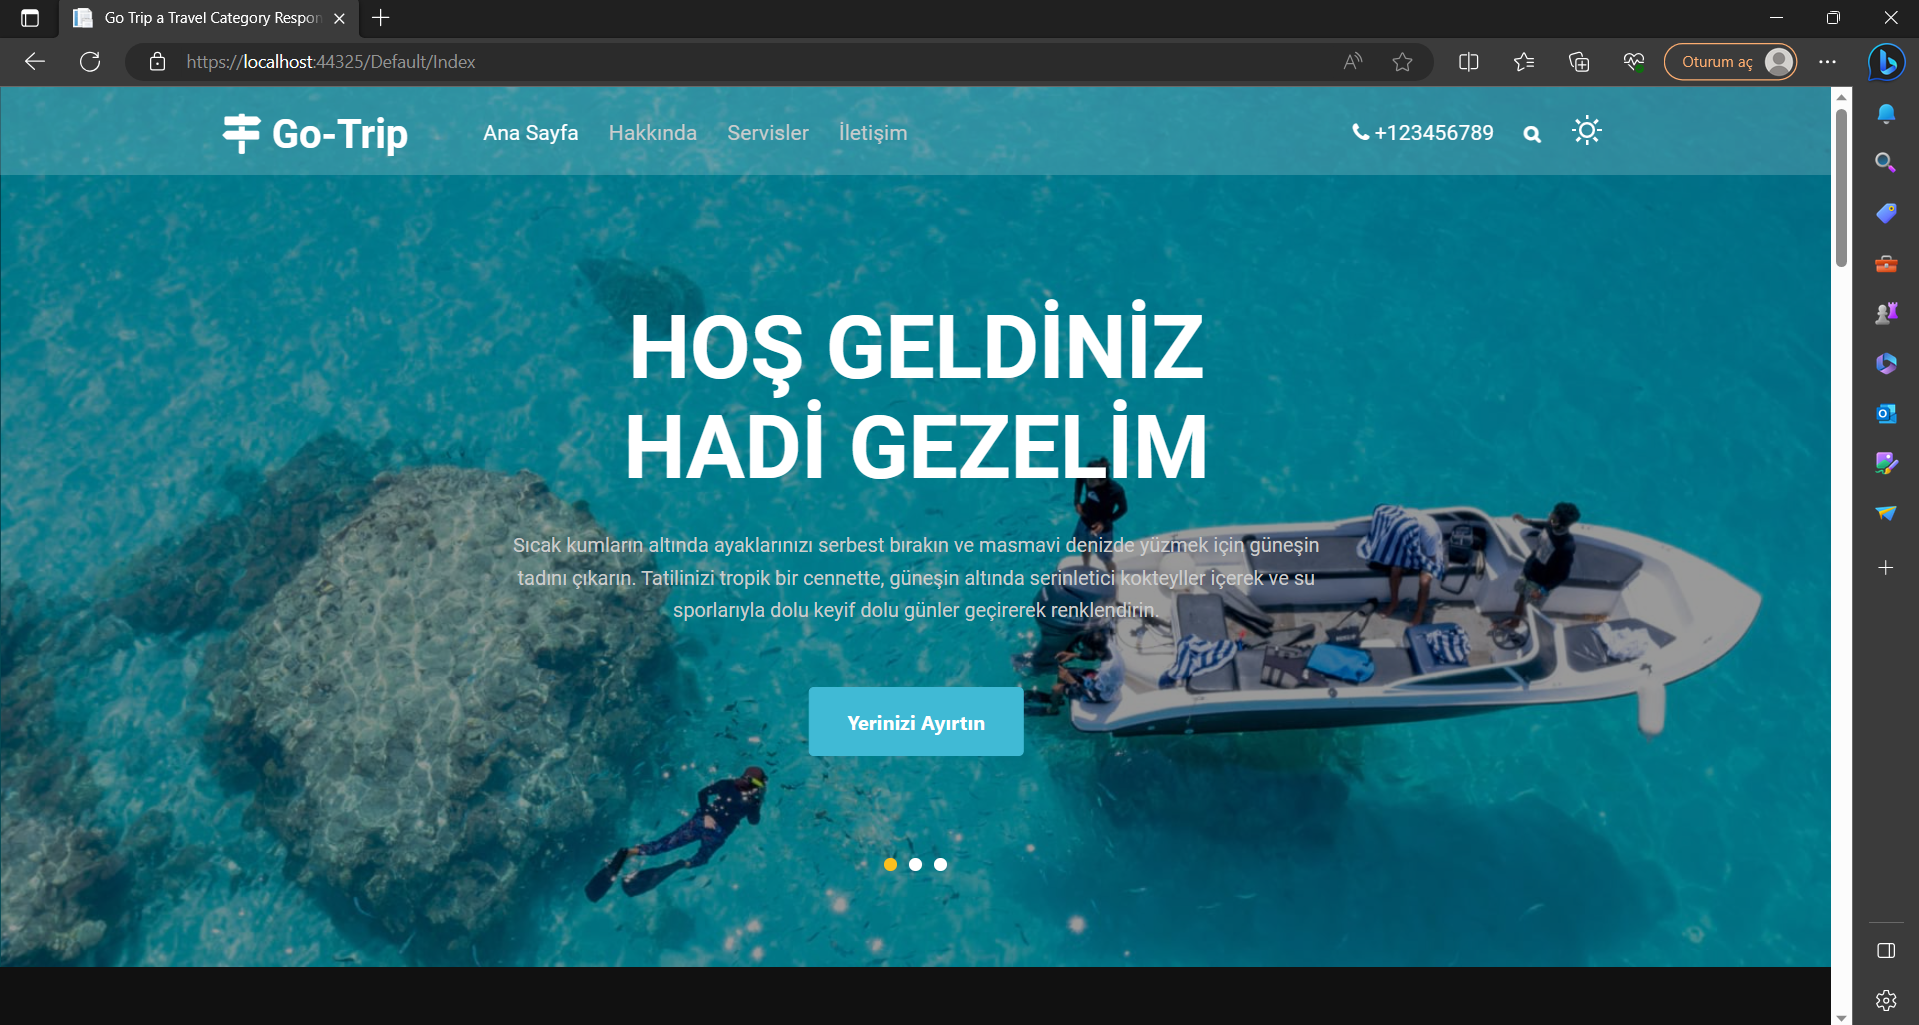 Go Trip a Travel Category Respon
https://localhost:44325/Default/Index
Oturum aç
Go-Trip
Ana Sayfa
Hakkında
Servisler
İletişim
+123456789
HOŞ GELDİNİZ
HADİ GEZELİM
Sıcak kumların altında ayaklarınızı serbest bırakın ve masmavi denizde yüzmek için güneşin
tadını çıkarın. Tatilinizi tropik bir cennette, güneşin altında serinletici kokteyller içerek ve su
sporlarıyla dolu keyif dolu günler geçirerek renklendirin.
Yerinizi Ayırtın